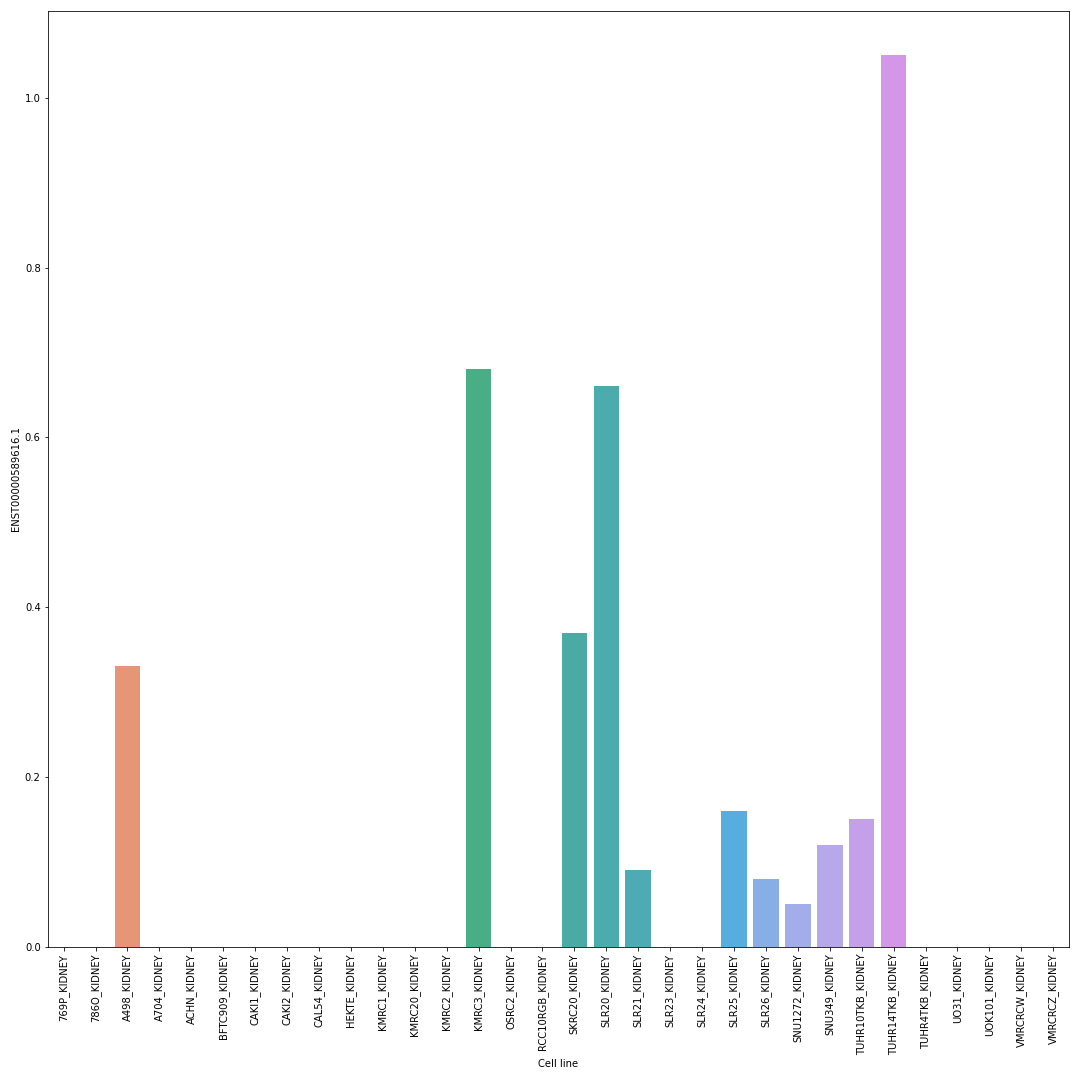 1.0
0.8
0.6
0.4
0.2
0.0
ENST00000589616.1
769P_KIDNEY
786O_KIDNEY
A498_KIDNEY
A704_KIDNEY
ACHN_KIDNEY
BFTC909_KIDNEY
CAKI1_KIDNEY
CAKI2_KIDNEY
CAL54_KIDNEY
HEKTE_KIDNEY
KMRC1_KIDNEY
KMRC20_KIDNEY
KMRC2_KIDNEY
KMRC3_KIDNEY
OSRC2_KIDNEY
RCC10RGB_KIDNEY
SKRC20_KIDNEY
SLR20_KIDNEY
SLR21_KIDNEY
SLR23_KIDNEY
SLR24_KIDNEY
SLR25_KIDNEY
SLR26_KIDNEY
SNU1272_KIDNEY
SNU349_KIDNEY
TUHR10TKB_KIDNEY
TUHR14TKB_KIDNEY
TUHR4TKB_KIDNEY
UO31_KIDNEY
UOK101_KIDNEY
VMRCRCW_KIDNEY
VMRCRCZ_KIDNEY
Cell line